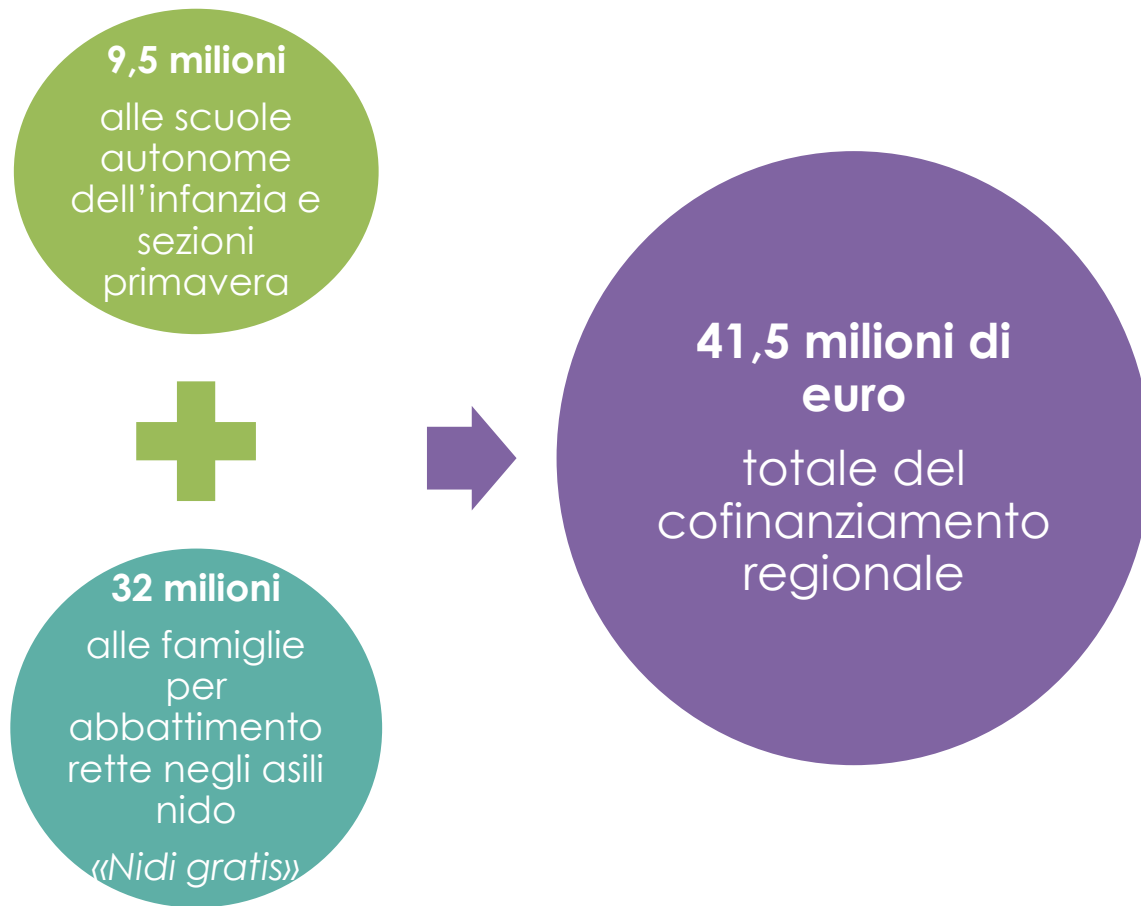 9,5 milioni
alle scuole
autonome
dell'infanzia e
sezioni
primavera
32 milioni
alle famiglie
per
abbattimento
rette negli asili
nido
«Nidi gratis»
41,5 milioni di
euro
totale del
cofinanziamento
regionale